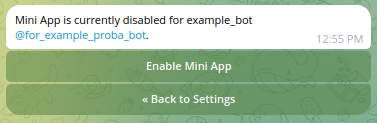 Mini App is currently disabled for example_bot
@for_example_proba_bot.
12:55 PM
Enable Mini App
« Back to Settings